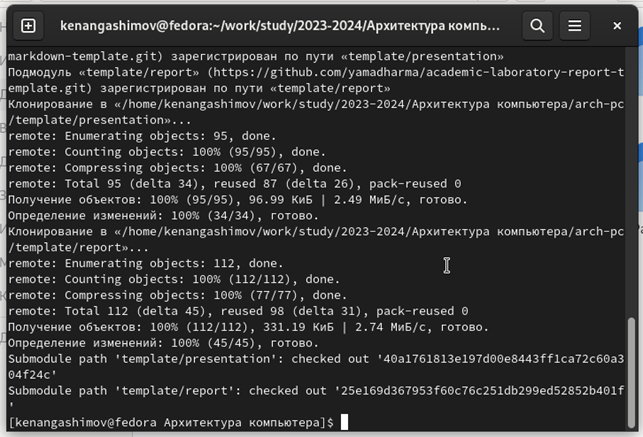 kenangashimov@fedora:~/work/study/2023-2024/Архитектура компь...
markdown-template.git) зарегистрирован по пути «template/presentation»
Подмодуль «template/report» (https://github.com/yamadharma/academic-laboratory-report-t
emplate.git) зарегистрирован по пути «template/report»
Клонирование в «/home/kenangashimov/work/study/2023-2024/Архитектура компьютера/arch-pc
/template/presentation»...
remote: Enumerating objects: 95, done.
remote: Counting objects: 100% (95/95), done.
remote: Compressing objects: 100% (67/67), done.
remote: Total 95 (delta 34), reused 87 (delta 26), pack-reused 0
Получение объектов: 100% (95/95), 96.99 КиБ | 2.49 МиБ/с, готово.
Определение изменений: 100% (34/34), готово.
Клонирование в «/home/kenangashimov/work/study/2023-2024/Архитектура компьютера/arch-pc
/template/report»...
remote: Enumerating objects: 112, done.
remote: Counting objects: 100% (112/112), done.
remote: Compressing objects: 100% (77/77), done.
remote: Total 112 (delta 45), reused 98 (delta 31), pack-reused 0
Получение объектов: 100% (112/112), 331.19 КиБ | 2.74 МиБ/с, готово.
Определение изменений: 100% (45/45), готово.
Submodule path 'template/presentation': checked out '40a1761813e197d00e8443ff1ca72c60a3
04f24c'
Submodule path 'template/report': checked out '25e169d367953f60c76c251db299ed52852b401f
'
[kenangashimov@fedora Архитектура компьютера]$